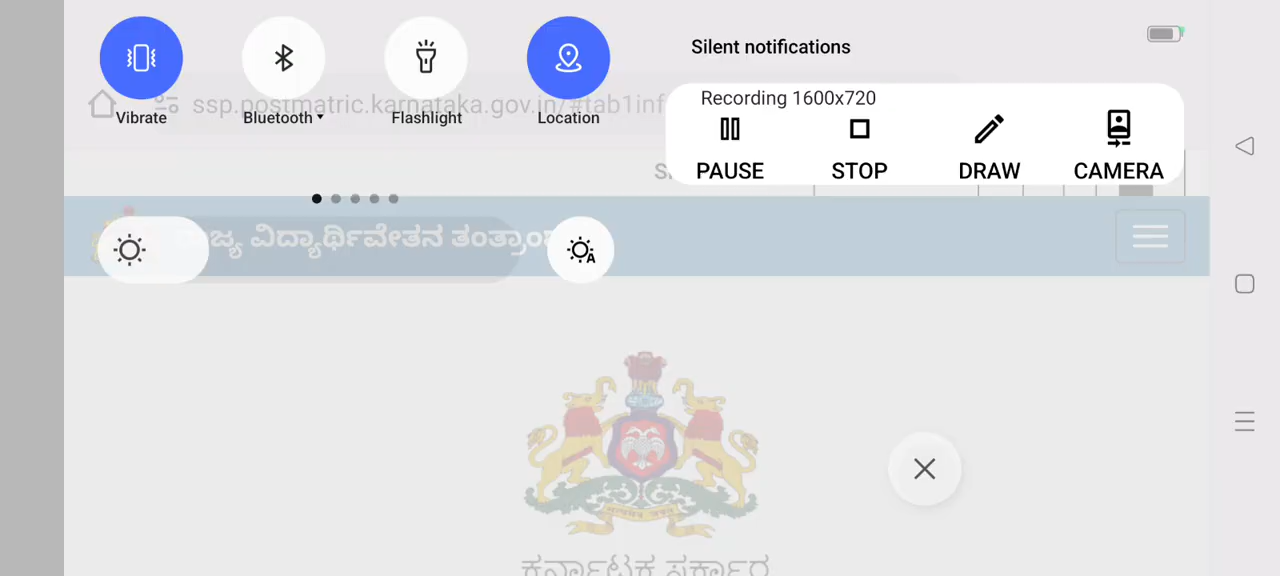 Silent notifications
Recording 1600x720
ssp.postmatric.karnataka.gov.in/#tab1inf
Vibrate
Bluetooth
Flashlight
Location
PAUSE
STOP
DRAW
CAMERA
ವಿದ್ಯಾರ್ಥಿವೇತನ
A
ಕರ್ನಾಟಕ ಸರ್ಕಾರ